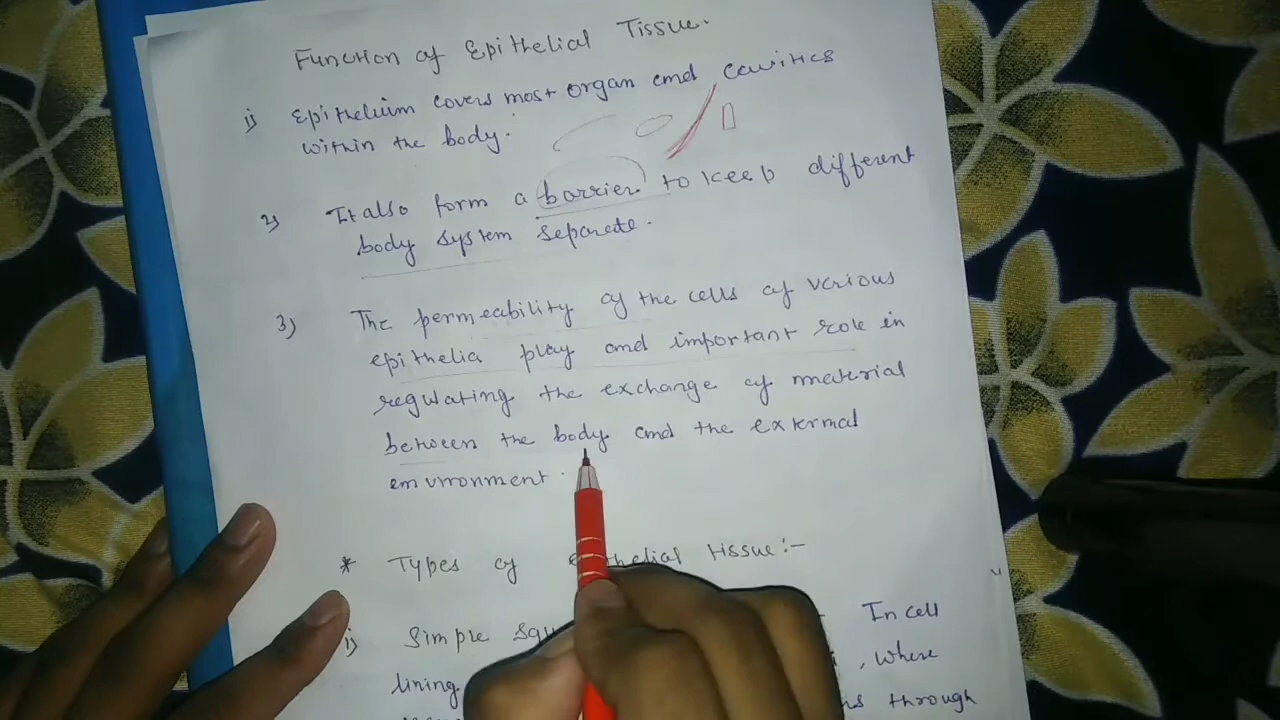 Function of Epithelial Tissue.
1) Epithelium covers most organ and cavities
within the body.
2) It also form a barrier to keep different
body system separate.
3) The permeability of the cells of various
epithelia play and important role in
regulating the exchange of material
between the body and the external
environment.
* Types of tissue:-
1) Simple In cell
lining , where
through